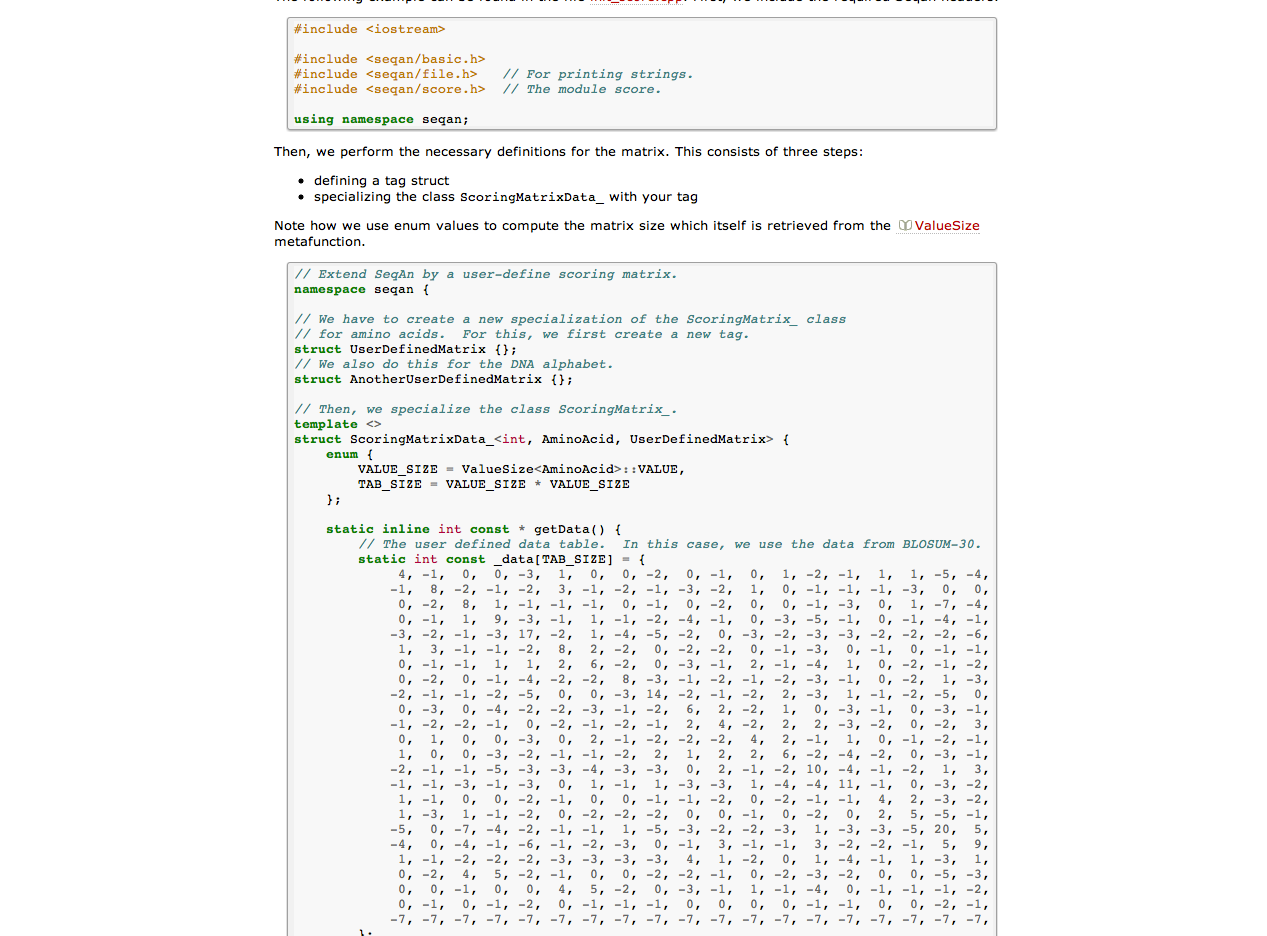 The following example can be found in the file init_score.cpp. First, we include the required SeqAn headers.
#include <iostream>
#include <seqan/basic.h>
#include <seqan/file.h>   // For printing strings.
#include <seqan/score.h>  // The module score.
using namespace seqan;
Then, we perform the necessary definitions for the matrix. This consists of three steps:
• defining a tag struct
• specializing the class ScoringMatrixData_ with your tag
Note how we use enum values to compute the matrix size which itself is retrieved from the ValueSize
metafunction.
// Extend SeqAn by a user-define scoring matrix.
namespace seqan {
// We have to create a new specialization of the ScoringMatrix_ class
// for amino acids.  For this, we first create a new tag.
struct UserDefinedMatrix {};
// We also do this for the DNA alphabet.
struct AnotherUserDefinedMatrix {};
// Then, we specialize the class ScoringMatrix_.
template <>
struct ScoringMatrixData_<int, AminoAcid, UserDefinedMatrix> {
    enum {
        VALUE_SIZE = ValueSize<AminoAcid>::VALUE,
        TAB_SIZE = VALUE_SIZE * VALUE_SIZE
    };
    static inline int const * getData() {
        // The user defined data table.  In this case, we use the data from BLOSUM-30.
        static int const _data[TAB_SIZE] = {
             4, -1,  0,  0, -3,  1,  0,  0, -2,  0, -1,  0,  1, -2, -1,  1,  1, -5, -4,
            -1,  8, -2, -1, -2,  3, -1, -2, -1, -3, -2,  1,  0, -1, -1, -1, -3,  0,  0,
             0, -2,  8,  1, -1, -1, -1,  0, -1,  0, -2,  0,  0, -1, -3,  0,  1, -7, -4,
             0, -1,  1,  9, -3, -1,  1, -1, -2, -4, -1,  0, -3, -5, -1,  0, -1, -4, -1,
            -3, -2, -1, -3, 17, -2,  1, -4, -5, -2,  0, -3, -2, -3, -3, -2, -2, -2, -6,
             1,  3, -1, -1, -2,  8,  2, -2,  0, -2, -2,  0, -1, -3,  0, -1,  0, -1, -1,
             0, -1, -1,  1,  1,  2,  6, -2,  0, -3, -1,  2, -1, -4,  1,  0, -2, -1, -2,
             0, -2,  0, -1, -4, -2, -2,  8, -3, -1, -2, -1, -2, -3, -1,  0, -2,  1, -3,
            -2, -1, -1, -2, -5,  0,  0, -3, 14, -2, -1, -2,  2, -3,  1, -1, -2, -5,  0,
             0, -3,  0, -4, -2, -2, -3, -1, -2,  6,  2, -2,  1,  0, -3, -1,  0, -3, -1,
            -1, -2, -2, -1,  0, -2, -1, -2, -1,  2,  4, -2,  2,  2, -3, -2,  0, -2,  3,
             0,  1,  0,  0, -3,  0,  2, -1, -2, -2, -2,  4,  2, -1,  1,  0, -1, -2, -1,
             1,  0,  0, -3, -2, -1, -1, -2,  2,  1,  2,  2,  6, -2, -4, -2,  0, -3, -1,
            -2, -1, -1, -5, -3, -3, -4, -3, -3,  0,  2, -1, -2, 10, -4, -1, -2,  1,  3,
            -1, -1, -3, -1, -3,  0,  1, -1,  1, -3, -3,  1, -4, -4, 11, -1,  0, -3, -2,
             1, -1,  0,  0, -2, -1,  0,  0, -1, -1, -2,  0, -2, -1, -1,  4,  2, -3, -2,
             1, -3,  1, -1, -2,  0, -2, -2, -2,  0,  0, -1,  0, -2,  0,  2,  5, -5, -1,
            -5,  0, -7, -4, -2, -1, -1,  1, -5, -3, -2, -2, -3,  1, -3, -3, -5, 20,  5,
            -4,  0, -4, -1, -6, -1, -2, -3,  0, -1,  3, -1, -1,  3, -2, -2, -1,  5,  9,
             1, -1, -2, -2, -2, -3, -3, -3, -3,  4,  1, -2,  0,  1, -4, -1,  1, -3,  1,
             0, -2,  4,  5, -2, -1,  0,  0, -2, -2, -1,  0, -2, -3, -2,  0,  0, -5, -3,
             0,  0, -1,  0,  0,  4,  5, -2,  0, -3, -1,  1, -1, -4,  0, -1, -1, -1, -2,
             0, -1,  0, -1, -2,  0, -1, -1, -1,  0,  0,  0,  0, -1, -1,  0,  0, -2, -1,
            -7, -7, -7, -7, -7, -7, -7, -7, -7, -7, -7, -7, -7, -7, -7, -7, -7, -7, -7,
        };